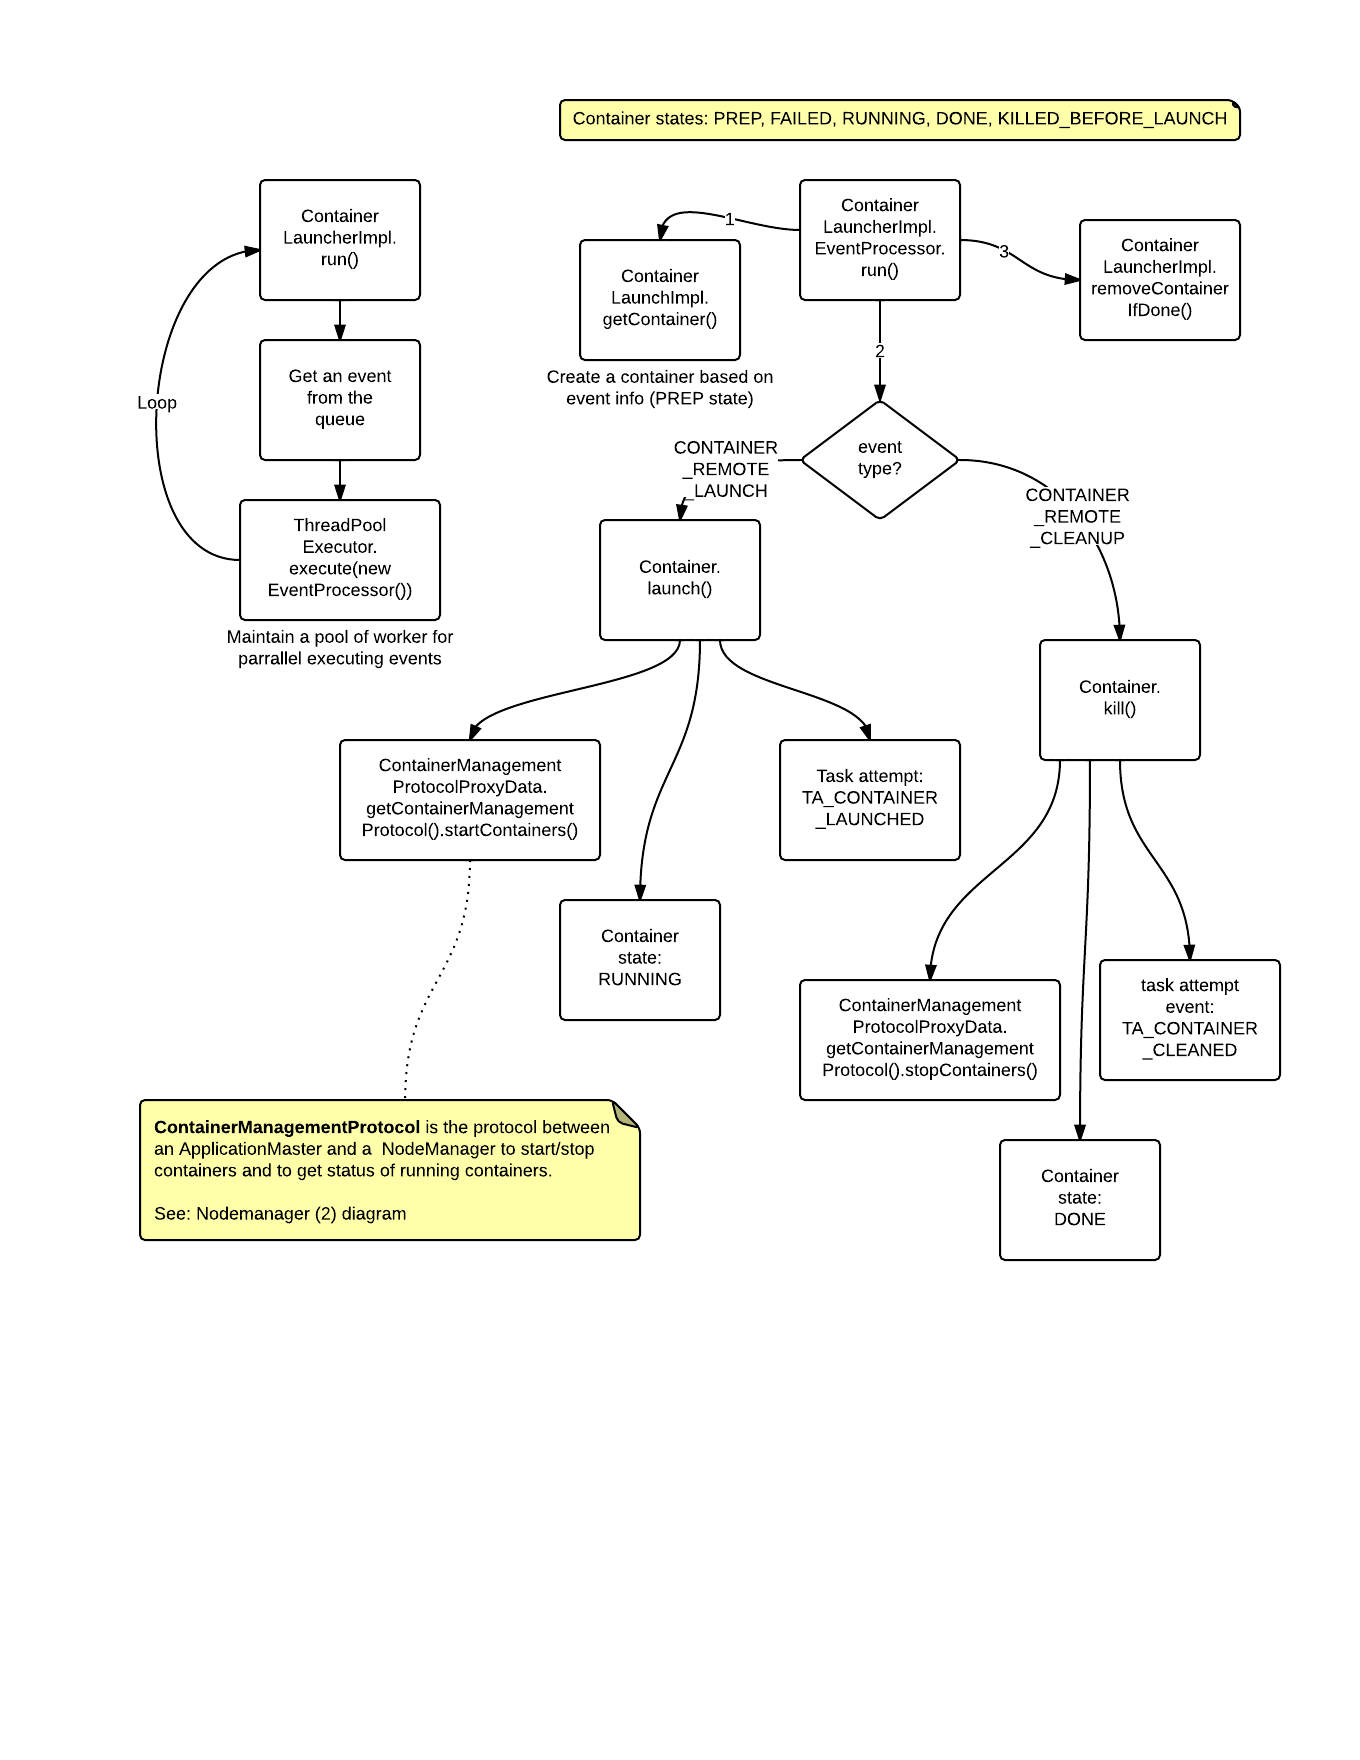 Container states: PREP, FAILED, RUNNING, DONE, KILLED_BEFORE_LAUNCH
Container
LauncherImpl.
run()
Get an event
from the
queue
Loop
ThreadPool
Executor.
execute(new
EventProcessor())
Maintain a pool of worker for
parrallel executing events
Container
LauncherImpl.
EventProcessor.
run()
1
Container
LaunchImpl.
getContainer()
Create a container based on
event info (PREP state)
3
Container
LauncherImpl.
removeContainer
IfDone()
2
event
type?
CONTAINER
_REMOTE
_LAUNCH
CONTAINER
_REMOTE
_CLEANUP
Container.
launch()
Container.
kill()
ContainerManagement
ProtocolProxyData.
getContainerManagement
Protocol().startContainers()
Task attempt:
TA_CONTAINER
_LAUNCHED
Container
state:
RUNNING
ContainerManagement
ProtocolProxyData.
getContainerManagement
Protocol().stopContainers()
task attempt
event:
TA_CONTAINER
_CLEANED
Container
state:
DONE
ContainerManagementProtocol is the protocol between
an ApplicationMaster and a  NodeManager to start/stop
containers and to get status of running containers.
See: Nodemanager (2) diagram